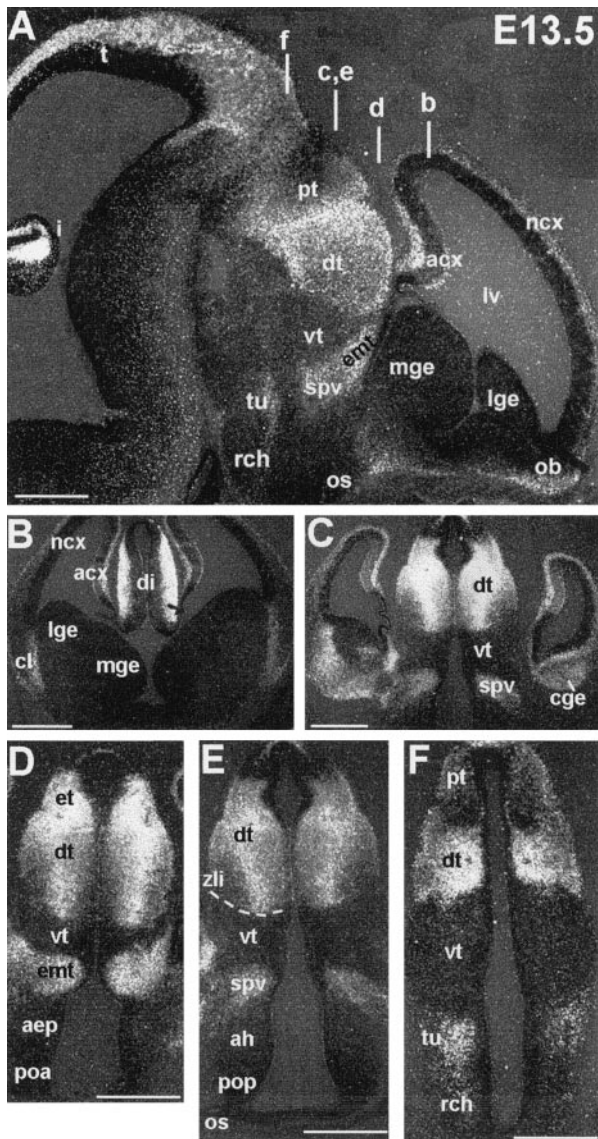 A
E13.5
f
c,e
d
b
t
pt
ncx
i
dt
acx
lv
vt
emt
mge
spv
lge
tu
rch
os
ob
B
ncx
acx
di
lge
cl
mge
C
dt
vt
spv
cge
D
et
dt
vt
emt
aep
poa
E
dt
zli
vt
spv
ah
pop
os
F
pt
dt
vt
tu
rch